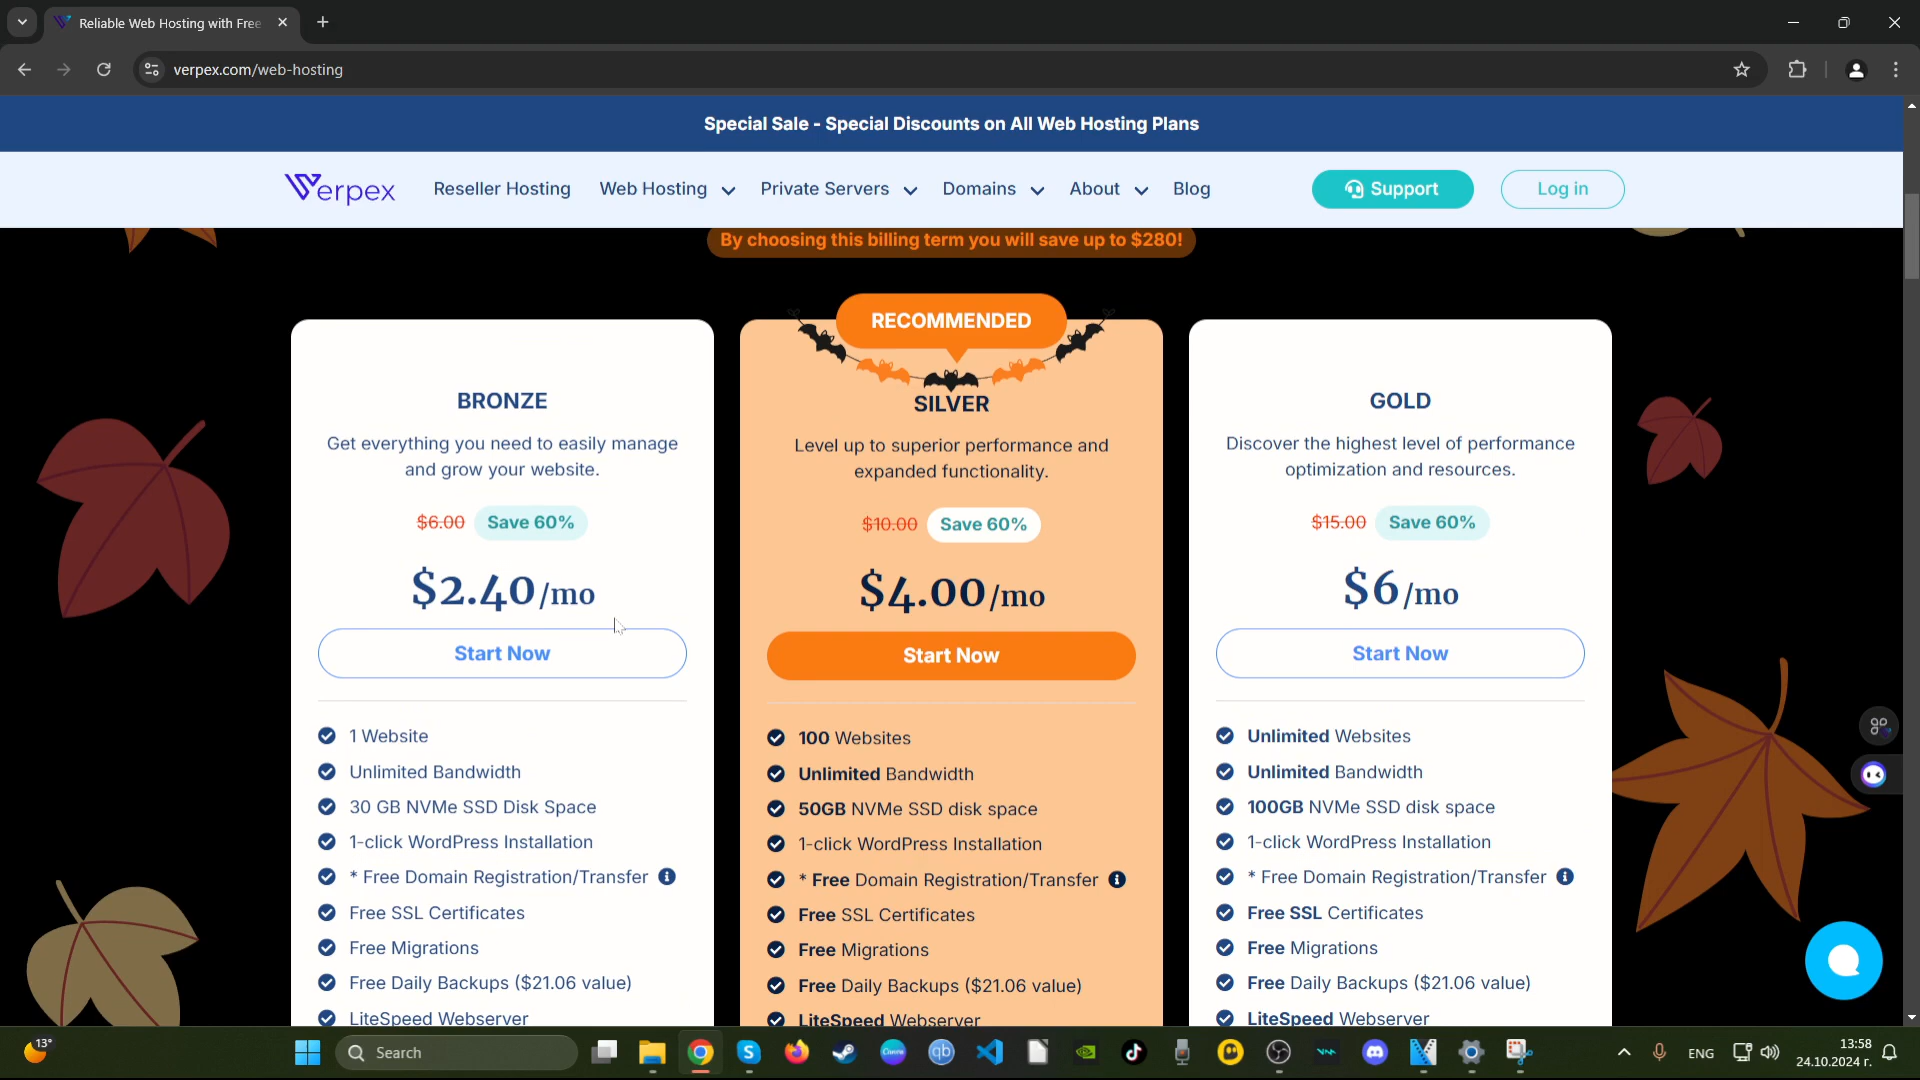 Reliable Web Hosting with Free
verpex.com/web-hosting
Special Sale - Special Discounts on All Web Hosting Plans
Verpex
Reseller Hosting
Web Hosting
Private Servers
Domains
About
Blog
Support
Log in
By choosing this billing term you will save up to $280!
BRONZE
Get everything you need to easily manage
and grow your website.
$6.00 Save 60%
$2.40/mo
Start Now
1 Website
Unlimited Bandwidth
30 GB NVMe SSD Disk Space
1-click WordPress Installation
* Free Domain Registration/Transfer
Free SSL Certificates
Free Migrations
Free Daily Backups ($21.06 value)
LiteSpeed Webserver
RECOMMENDED
SILVER
Level up to superior performance and
expanded functionality.
$10.00 Save 60%
$4.00/mo
Start Now
100 Websites
Unlimited Bandwidth
50GB NVMe SSD disk space
1-click WordPress Installation
* Free Domain Registration/Transfer
Free SSL Certificates
Free Migrations
Free Daily Backups ($21.06 value)
LiteSpeed Webserver
GOLD
Discover the highest level of performance
optimization and resources.
$15.00 Save 60%
$6/mo
Start Now
Unlimited Websites
Unlimited Bandwidth
100GB NVMe SSD disk space
1-click WordPress Installation
* Free Domain Registration/Transfer
Free SSL Certificates
Free Migrations
Free Daily Backups ($21.06 value)
LiteSpeed Webserver
13°
Search
Canva
qb
ENG
13:58
24.10.2024 г.